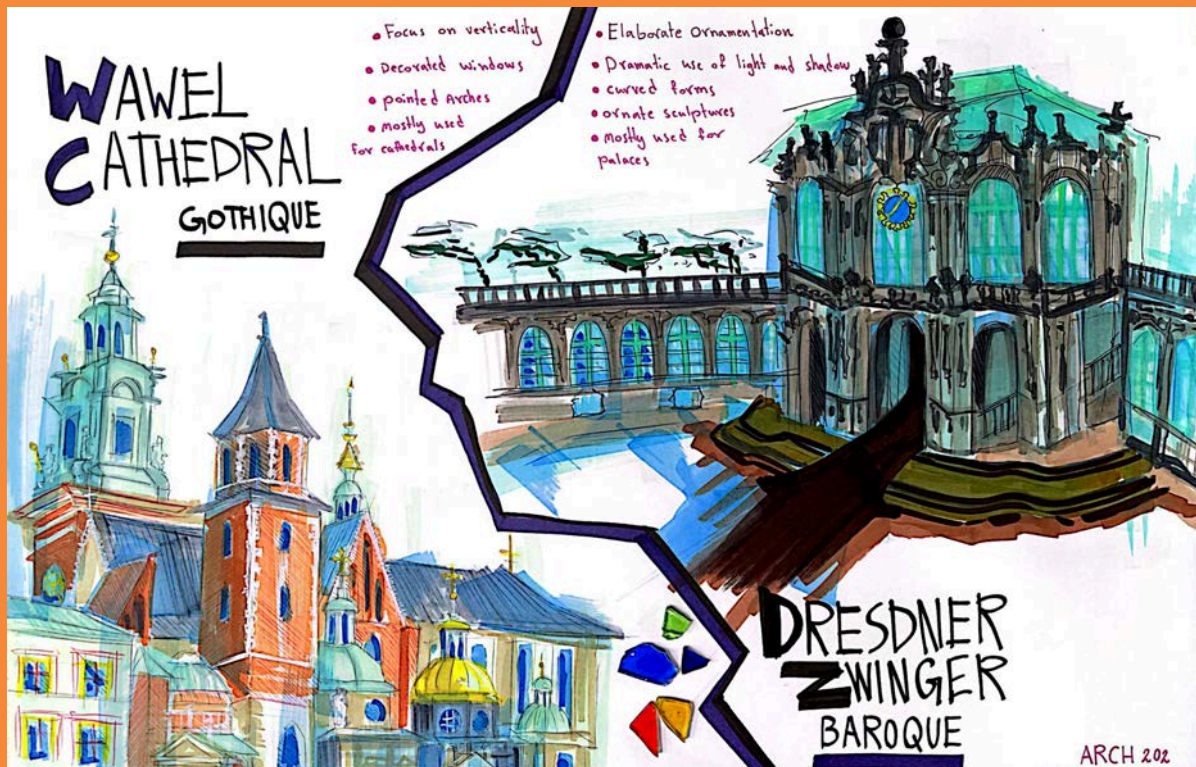 WAWEL
CATHEDRAL
GOTHIQUE
• Focus on verticality
• Decorated windows
• pointed Arches
• mostly used
for cathedrals
• Elaborate Ornamentation
• Dramatic use of light and shadow
• curved forms
• ornate sculptures
• mostly used for
palaces
DRESDNER
ZWINGER
BAROQUE
ARCH 202